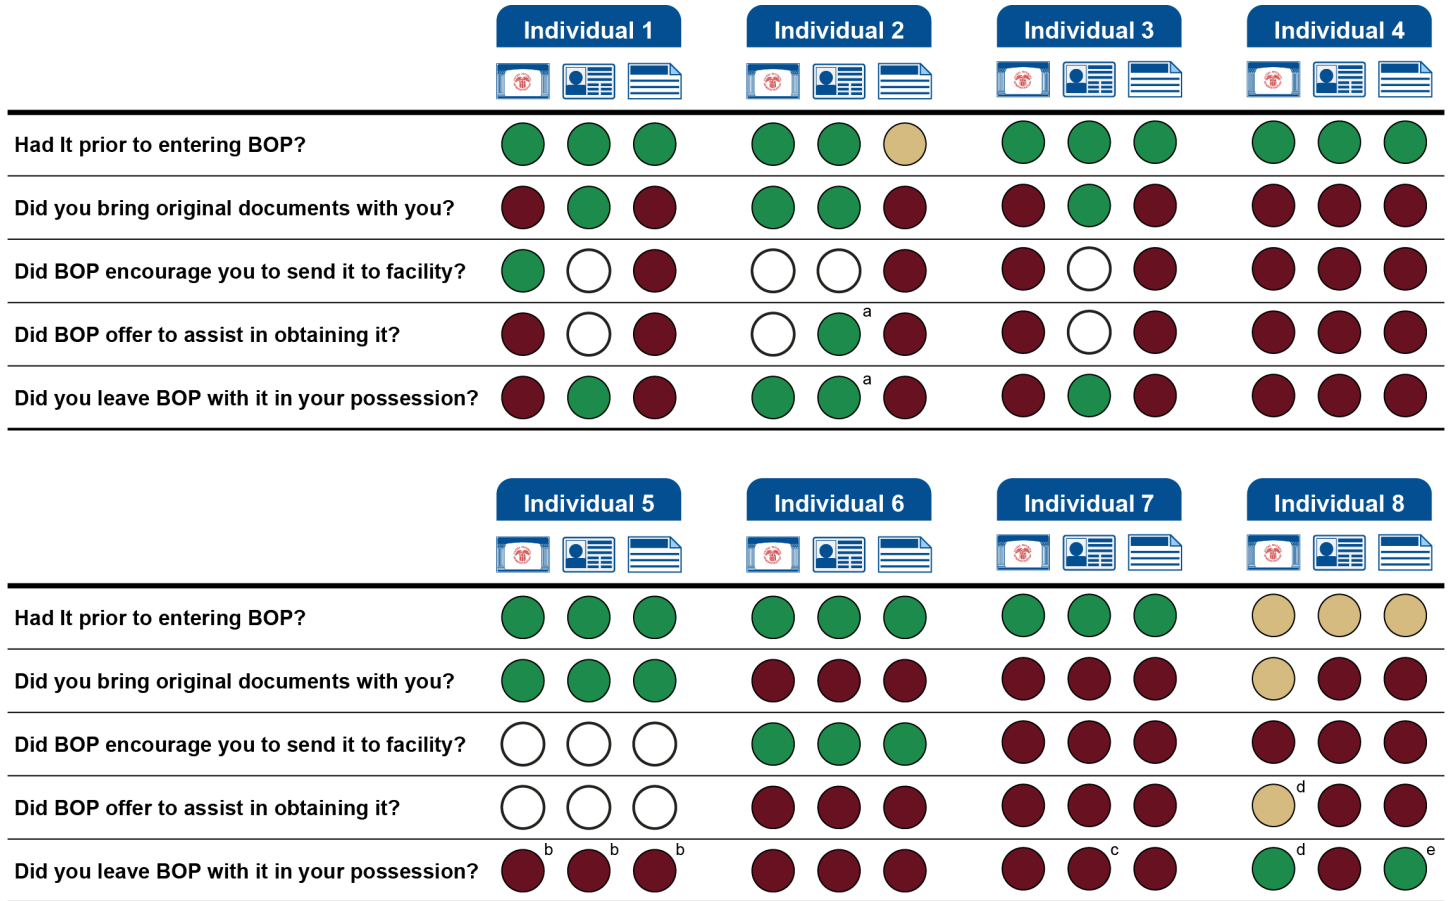 Individual 1 Individual 2 Individual 3 Individual 4
Had It prior to entering BOP?
Did you bring original documents with you?
Did BOP encourage you to send it to facility?
Did BOP offer to assist in obtaining it? a
Did you leave BOP with it in your possession? a
Individual 5 Individual 6 Individual 7 Individual 8
Had It prior to entering BOP?
Did you bring original documents with you?
Did BOP encourage you to send it to facility?
Did BOP offer to assist in obtaining it? d
Did you leave BOP with it in your possession? b b b c d e